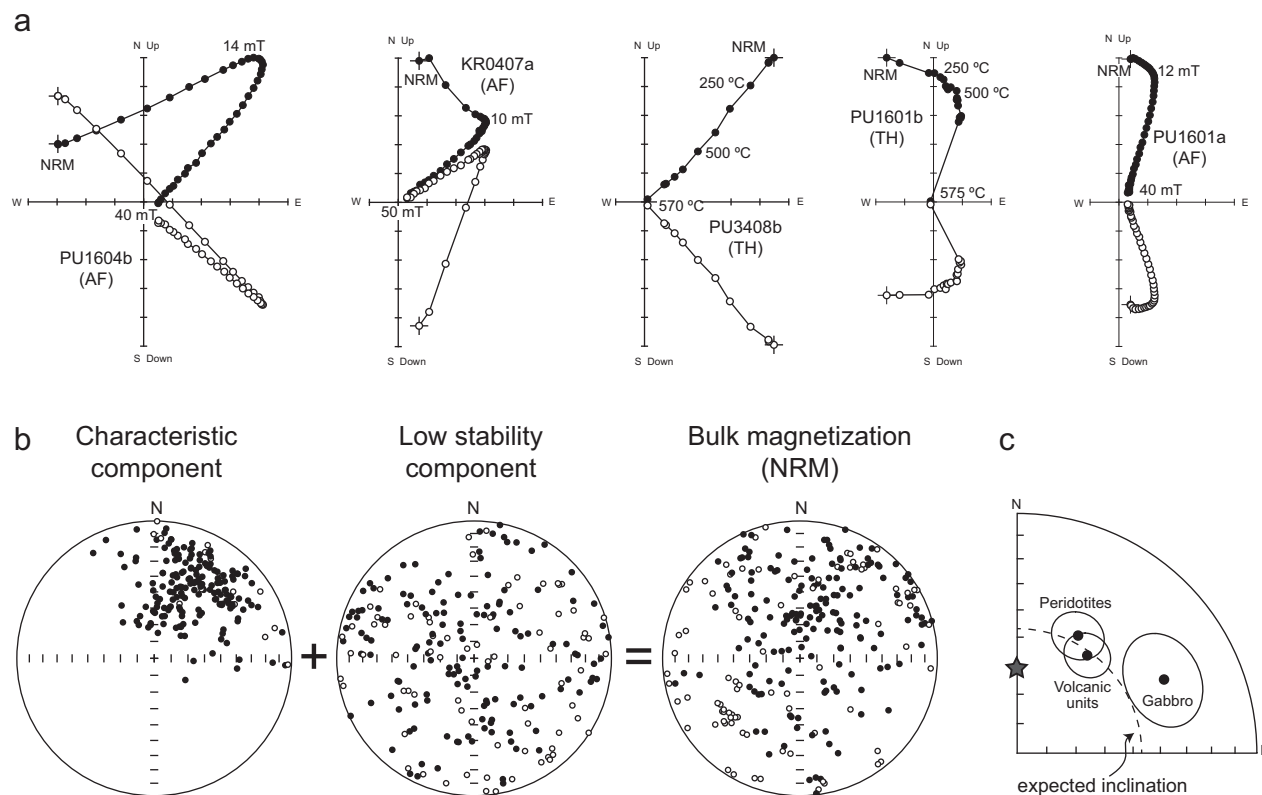 a
N Up
14 mT
NRM
W
E
40 mT
PU1604b
(AF)
S Down
N Up
NRM
KR0407a
(AF)
10 mT
W
E
50 mT
S Down
N Up
NRM
250 ºC
500 ºC
W
E
570 ºC
PU3408b
(TH)
S Down
N Up
NRM
250 ºC
500 ºC
PU1601b
(TH)
W
E
575 ºC
S Down
N Up
NRM
12 mT
PU1601a
(AF)
40 mT
W
E
S Down
b
Characteristic
component
N
+
Low stability
component
N
=
Bulk magnetization
(NRM)
N
c
N
Peridotites
Volcanic
units
Gabbro
expected inclination